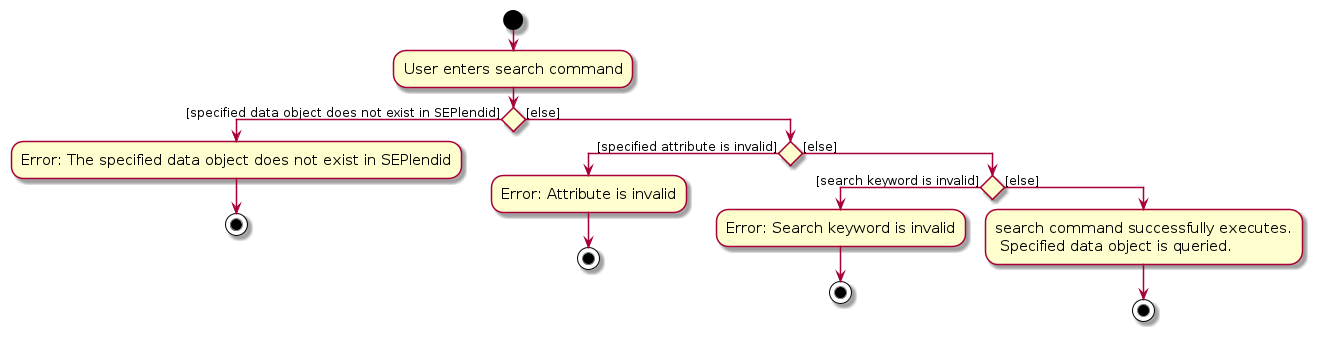 User enters search command
[specified data object does not exist in SEPlendid]
[else]
Error: The specified data object does not exist in SEPlendid
[specified attribute is invalid]
[else]
Error: Attribute is invalid
[search keyword is invalid]
[else]
Error: Search keyword is invalid
search command successfully executes.
Specified data object is queried.